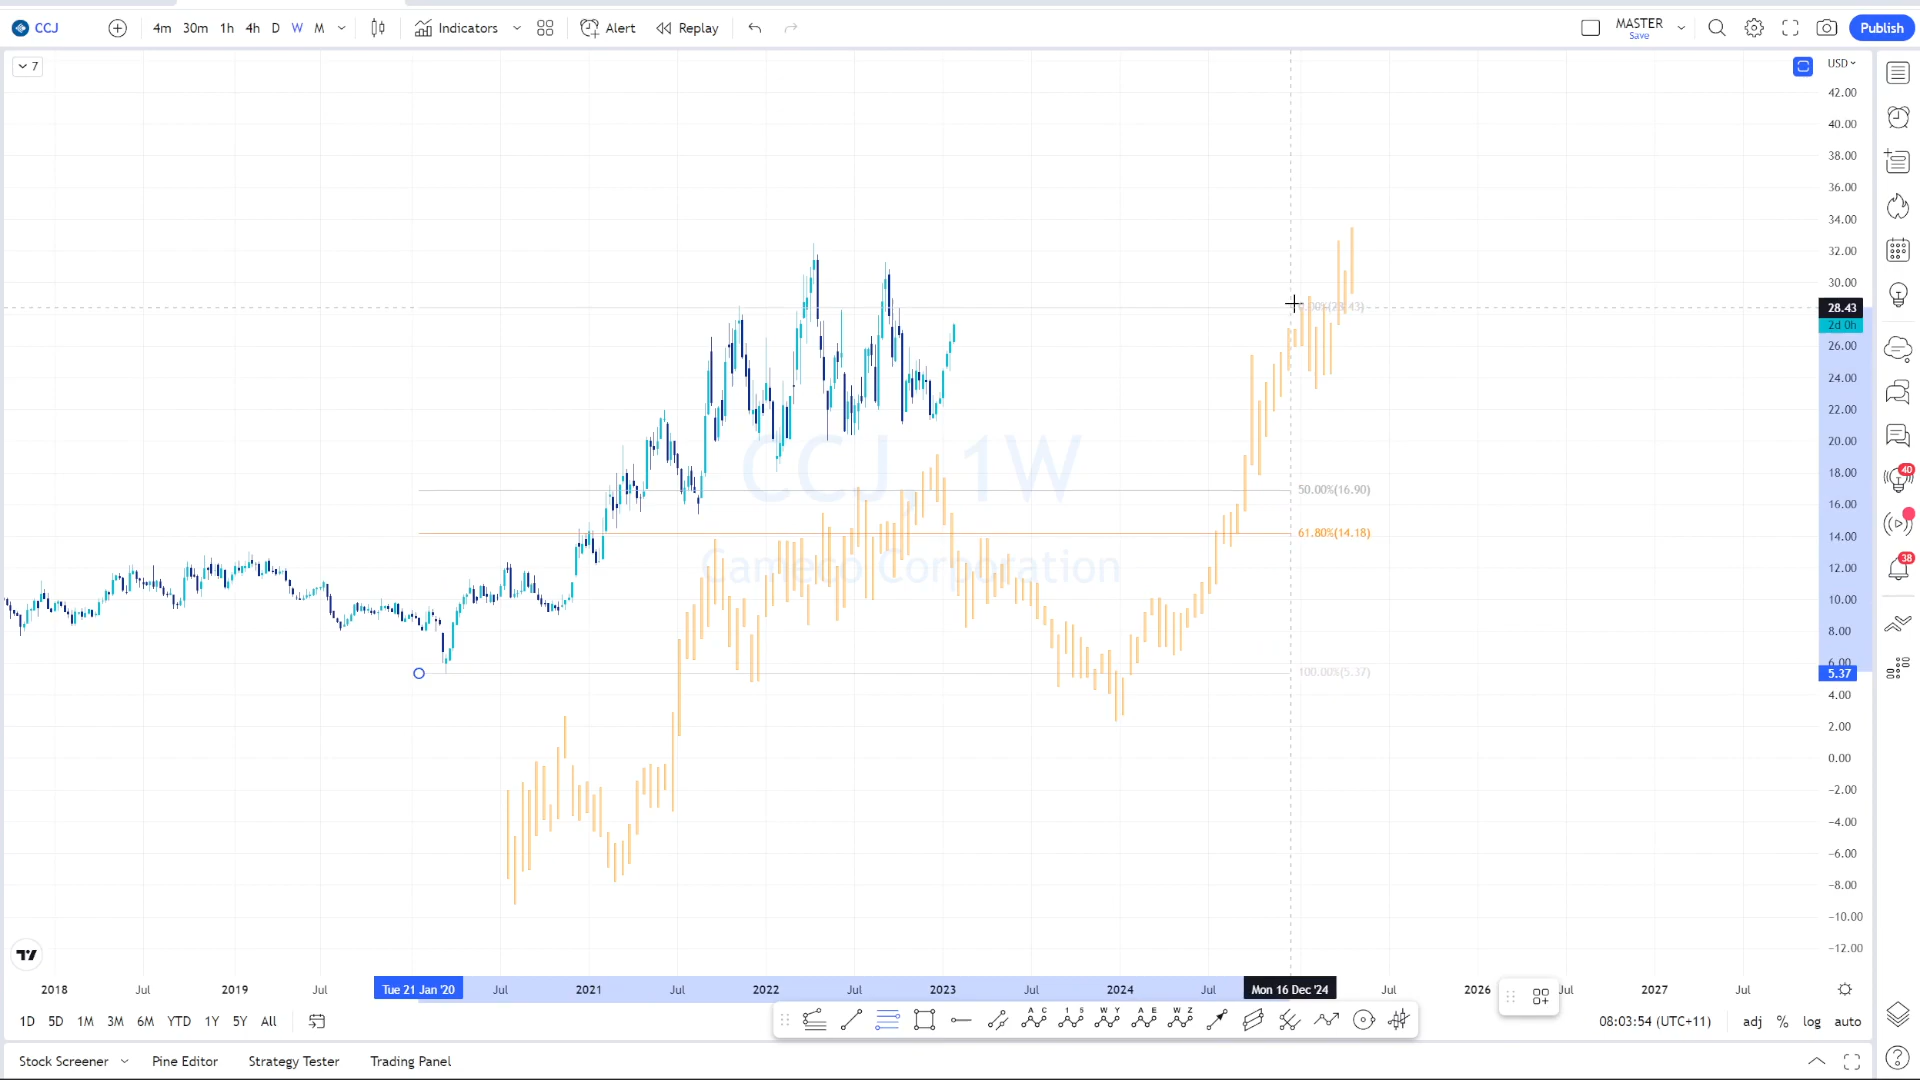 CCJ
4m 30m 1h 4h D W M
Indicators
Alert
Replay
MASTER
Save
Publish
7
USD
42.00
40.00
38.00
36.00
34.00
32.00
30.00
28.43
2d 0h
26.00
24.00
22.00
20.00
18.00
16.00
14.00
12.00
10.00
8.00
6.00
5.37
4.00
2.00
0.00
−2.00
−4.00
−6.00
−8.00
−10.00
−12.00
CCJ, 1W
Cameco Corporation
50.00%(16.90)
61.80%(14.18)
100.00%(5.37)
40
38
2018 Jul 2019 Jul Tue 21 Jan '20 Jul 2021 Jul 2022 Jul 2023 Jul 2024 Jul Mon 16 Dec '24 Jul 2026 Jul 2027 Jul
1D 5D 1M 3M 6M YTD 1Y 5Y All
08:03:54 (UTC+11) adj % log auto
Stock Screener Pine Editor Strategy Tester Trading Panel